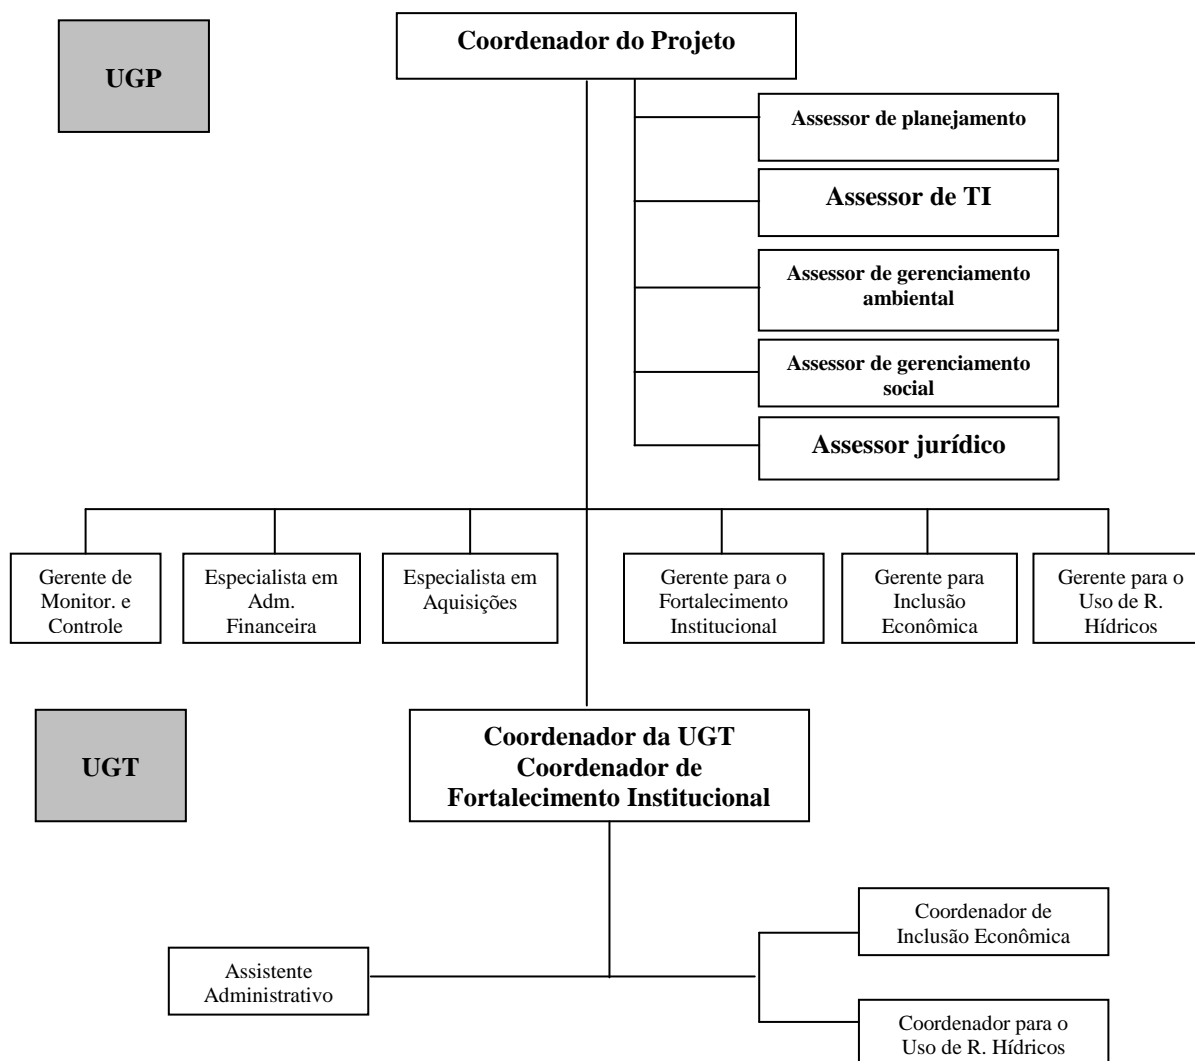 UGP
Coordenador do Projeto
Assessor de planejamento
Assessor de TI
Assessor de gerenciamento
ambiental
Assessor de gerenciamento
social
Assessor jurídico
Gerente de
Monitor. e
Controle
Especialista em
Adm.
Financeira
Especialista em
Aquisições
Gerente para o
Fortalecimento
Institucional
Gerente para
Inclusão
Econômica
Gerente para o
Uso de R.
Hídricos
UGT
Coordenador da UGT
Coordenador de
Fortalecimento Institucional
Coordenador de
Inclusão Econômica
Assistente
Administrativo
Coordenador para o
Uso de R. Hídricos